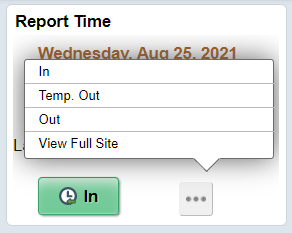 Report Time
Wednesday, Aug 25, 2021
In
Temp. Out
Out
View Full Site
In